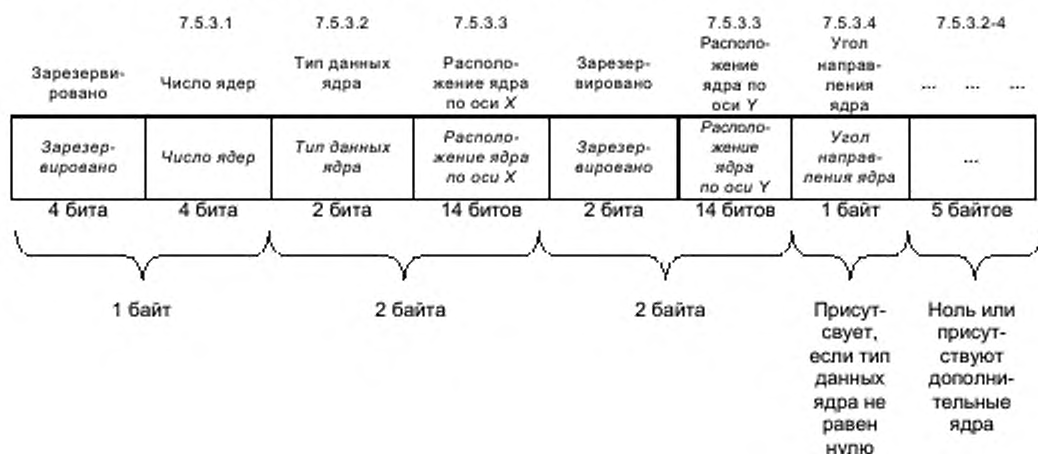 7.5.3.1 7.5.3.2 7.5.3.3 7.5.3.3 7.5.3.4 7.5.3.2-4
Зарезерви-
ровано
Число ядер
Тип данных
ядра
Располо-
жение ядра
по оси X
Зарезер-
вировано
Располо-
жение
ядра по
оси Y
Угол
направ-
ления
ядра
... ... ...
Зарезер-
вировано
Число ядер
Тип данных
ядра
Располо-
жение ядра
по оси X
Зарезер-
вировано
Располо-
жение
ядра
по оси Y
Угол
направ-
ления ядра
...
4 бита 4 бита 2 бита 14 битов 2 бита 14 битов 1 байт 5 байтов
1 байт
2 байта
2 байта
Присут-
свует,
если тип
данных
ядра не
равен
нулю
Ноль или
присут-
ствуют
дополни-
тельные
ядра